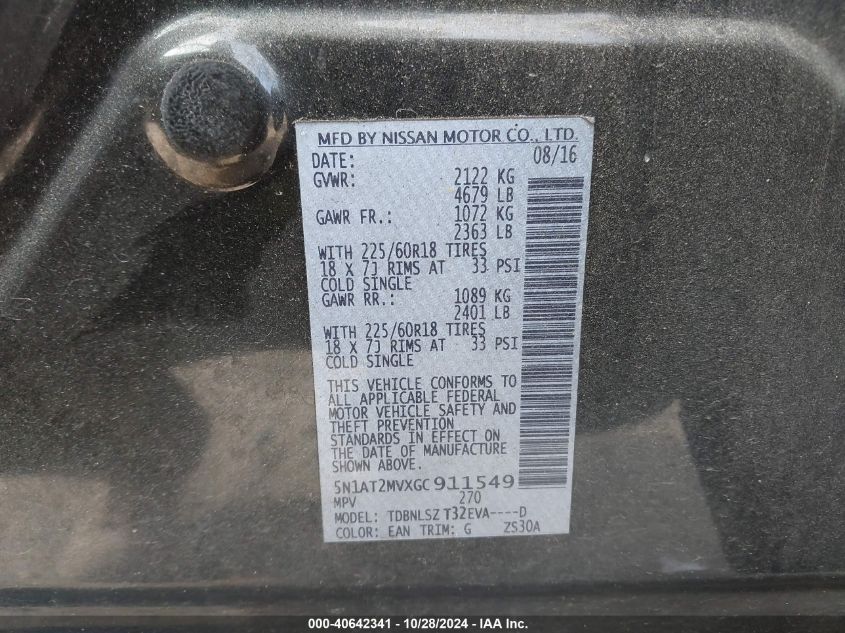 MFD BY NISSAN MOTOR CO., LTD.
DATE: 08/16
GVWR: 2122 KG
4679 LB
GAWR FR.: 1072 KG
2363 LB
WITH 225/60R18 TIRES
18 X 7J RIMS AT 33 PSI
COLD SINGLE
GAWR RR.: 1089 KG
2401 LB
WITH 225/60R18 TIRES
18 X 7J RIMS AT 33 PSI
COLD SINGLE
THIS VEHICLE CONFORMS TO
ALL APPLICABLE FEDERAL
MOTOR VEHICLE SAFETY AND
THEFT PREVENTION
STANDARDS IN EFFECT ON
THE DATE OF MANUFACTURE
SHOWN ABOVE.
5N1AT2MVXGC911549
MPV 270
MODEL: TDBNLSZ T32EVA----D
COLOR: EAN TRIM: G ZS30A
000-40642341 - 10/28/2024 - IAA Inc.